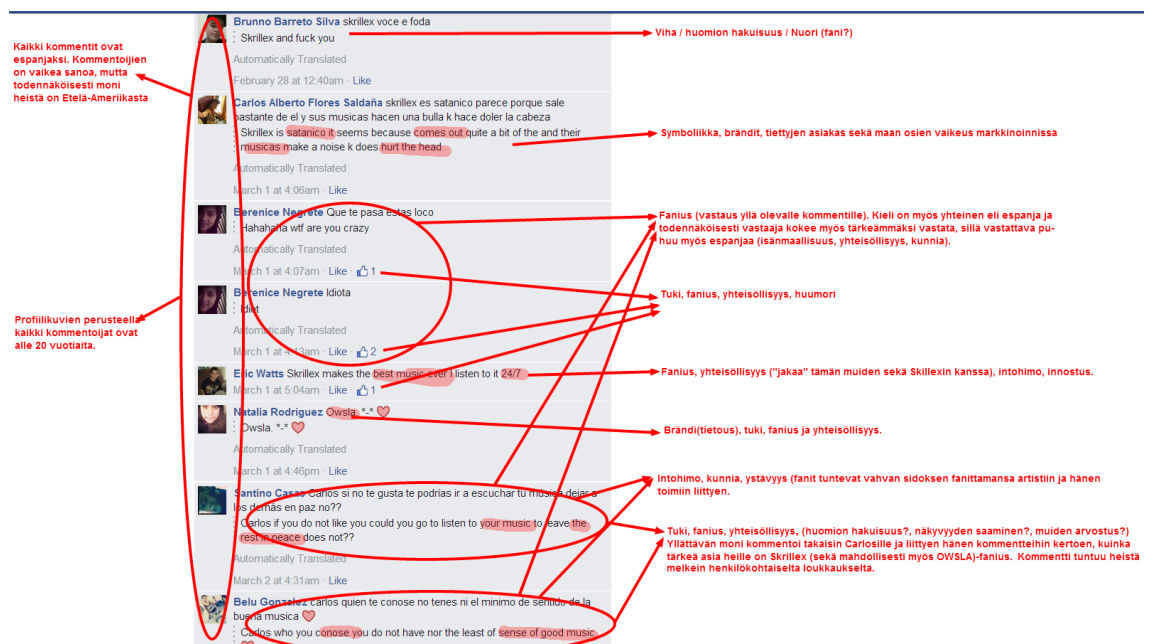 Brunno Barreto Silva skrillex voce e foda
Skrillex and fuck you
Automatically Translated
February 28 at 12:40am · Like
Carlos Alberto Flores Saldaña skrillex es satanico parece porque sale
bastante de el y sus musicas hacen una bulla k hace doler la cabeza
Skrillex is satanico it seems because comes out quite a bit of the and their
musicas make a noise k does hurt the head
Automatically Translated
March 1 at 4:06am · Like
Berenice Negrete Que te pasa estas loco
Hahahaha wtf are you crazy
Automatically Translated
March 1 at 4:07am · Like · 1
Berenice Negrete Idiota
Idiet
Automatically Translated
March 1 at 4:13am · Like · 2
Eric Watts Skrillex makes the best music ever I listen to it 24/7
March 1 at 5:04am · Like · 1
Natalia Rodriguez Owsla. *-* ♡
Owsla. *-* ♡
Automatically Translated
March 1 at 4:46pm · Like
Santino Casas Carlos si no te gusta te podrías ir a escuchar tu música dejar a
los demás en paz no??
Carlos if you do not like you could you go to listen to your music to leave the
rest in peace does not??
Automatically Translated
March 2 at 4:31am · Like
Belu Gonzalez carlos quien te conose no tenes ni el minimo de sentido de la
buena musica ♡
Carlos who you conose you do not have nor the least of sense of good music
Kaikki kommentit ovat
espanjaksi. Kommentoijien
on vaikea sanoa, mutta
todennäköisesti moni
heistä on Etelä-Ameriikasta
Profiilikuvien perusteella
kaikki kommentoijat ovat
alle 20 vuotiaita.
Viha / huomion hakuisuus / Nuori (fani?)
Symboliikka, brändit, tiettyjen asiakas sekä maan osien vaikeus markkinoinnissa
Fanius (vastaus yllä olevalle kommentille). Kieli on myös yhteinen eli espanja ja
todennäköisesti vastaaja kokee myös tärkeämmäksi vastata, sillä vastattava pu-
huu myös espanjaa (isänmaallisuus, yhteisöllisyys, kunnia).
Tuki, fanius, yhteisöllisyys, huumori
Fanius, yhteisöllisyys ("jakaa" tämän muiden sekä Skillexin kanssa), intohimo, innostus.
Brändi(tietous), tuki, fanius ja yhteisöllisyys.
Intohimo, kunnia, ystävyys (fanit tuntevat vahvan sidoksen fanittamansa artistiin ja hänen
toimiin liittyen.
Tuki, fanius, yhteisöllisyys, (huomion hakuisuus?, näkyvyyden saaminen?, muiden arvostus?)
Yllättävän moni kommentoi takaisin Carlosille ja liittyen hänen kommentteihin kertoen, kuinka
tärkeä asia heille on Skrillex (sekä mahdollisesti myös OWSLA)-fanius. Kommentti tuntuu heistä
melkein henkilökohtaiselta loukkaukselta.